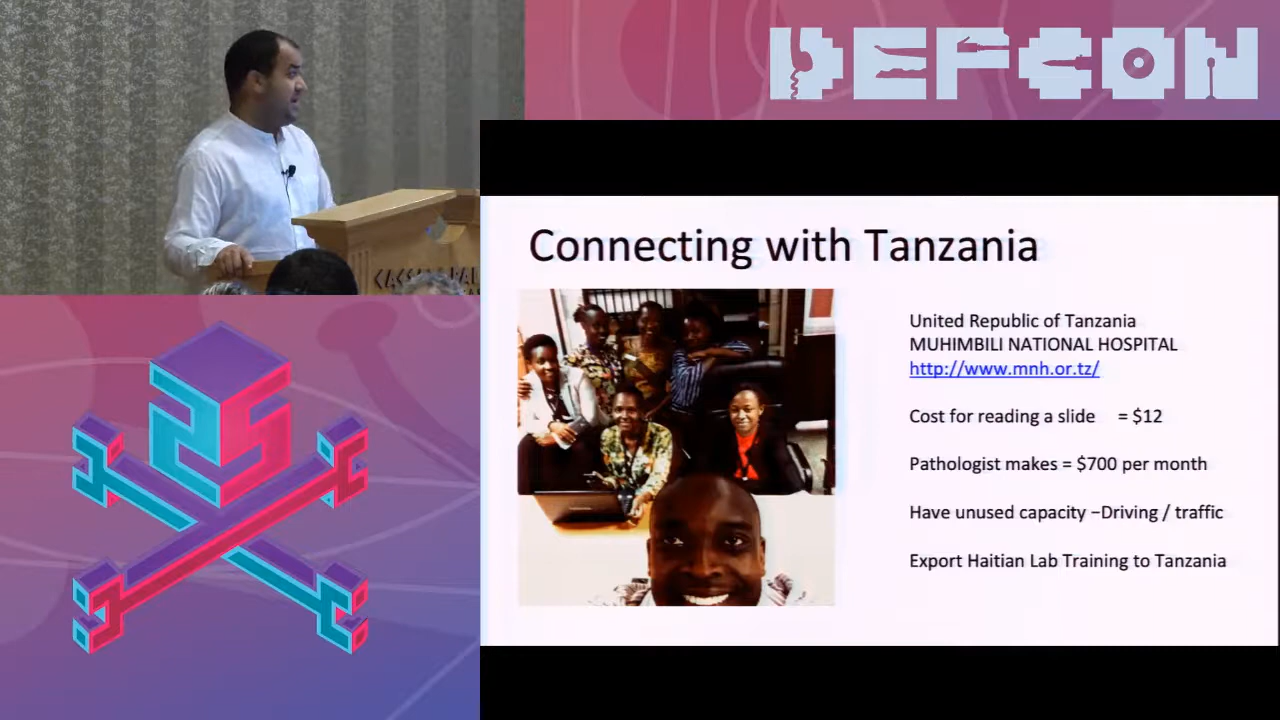 DEFCON
Connecting with Tanzania
United Republic of Tanzania
MUHIMBILI NATIONAL HOSPITAL
http://www.mnh.or.tz/
Cost for reading a slide = $12
Pathologist makes = $700 per month
Have unused capacity –Driving / traffic
Export Haitian Lab Training to Tanzania
25